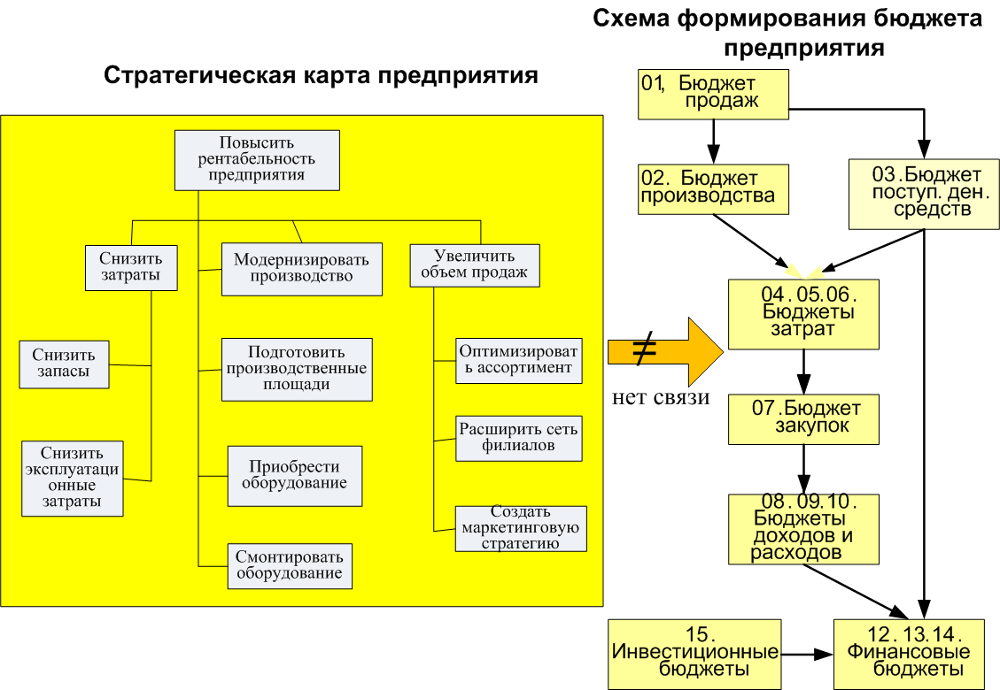 Схема формирования бюджета
предприятия
Стратегическая карта предприятия
Повысить
рентабельность
предприятия
Снизить
затраты
Модернизировать
производство
Увеличить
объем продаж
Снизить
запасы
Подготовить
производственные
площади
Оптимизироват
ь ассортимент
Снизить
эксплуатаци
онные
затраты
Приобрести
оборудование
Расширить сеть
филиалов
Смонтировать
оборудование
Создать
маркетинговую
стратегию
≠
нет связи
01, Бюджет
продаж
02. Бюджет
производства
03.Бюджет
поступ. ден.
средств
04.05.06.
Бюджеты
затрат
07.Бюджет
закупок
08.09.10.
Бюджеты
доходов и
расходов
15.
Инвестиционные
бюджеты
12.13.14.
Финансовые
бюджеты